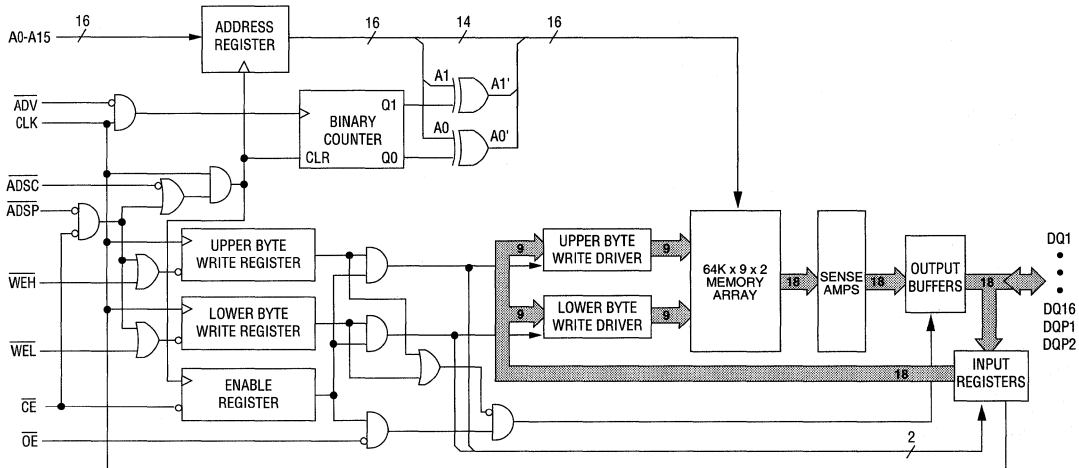 A0-A15
16
ADDRESS
REGISTER
16
14
16
A1
A1'
A0
A0'
ADV
CLK
BINARY
COUNTER
Q1
Q0
CLR
ADSC
ADSP
UPPER BYTE
WRITE REGISTER
WEH
LOWER BYTE
WRITE REGISTER
WEL
ENABLE
REGISTER
CE
OE
9
UPPER BYTE
WRITE DRIVER
9
9
LOWER BYTE
WRITE DRIVER
9
64K x 9 x 2
MEMORY
ARRAY
18
SENSE
AMPS
18
OUTPUT
BUFFERS
18
DQ1
DQ16
DQP1
DQP2
18
INPUT
REGISTERS
2